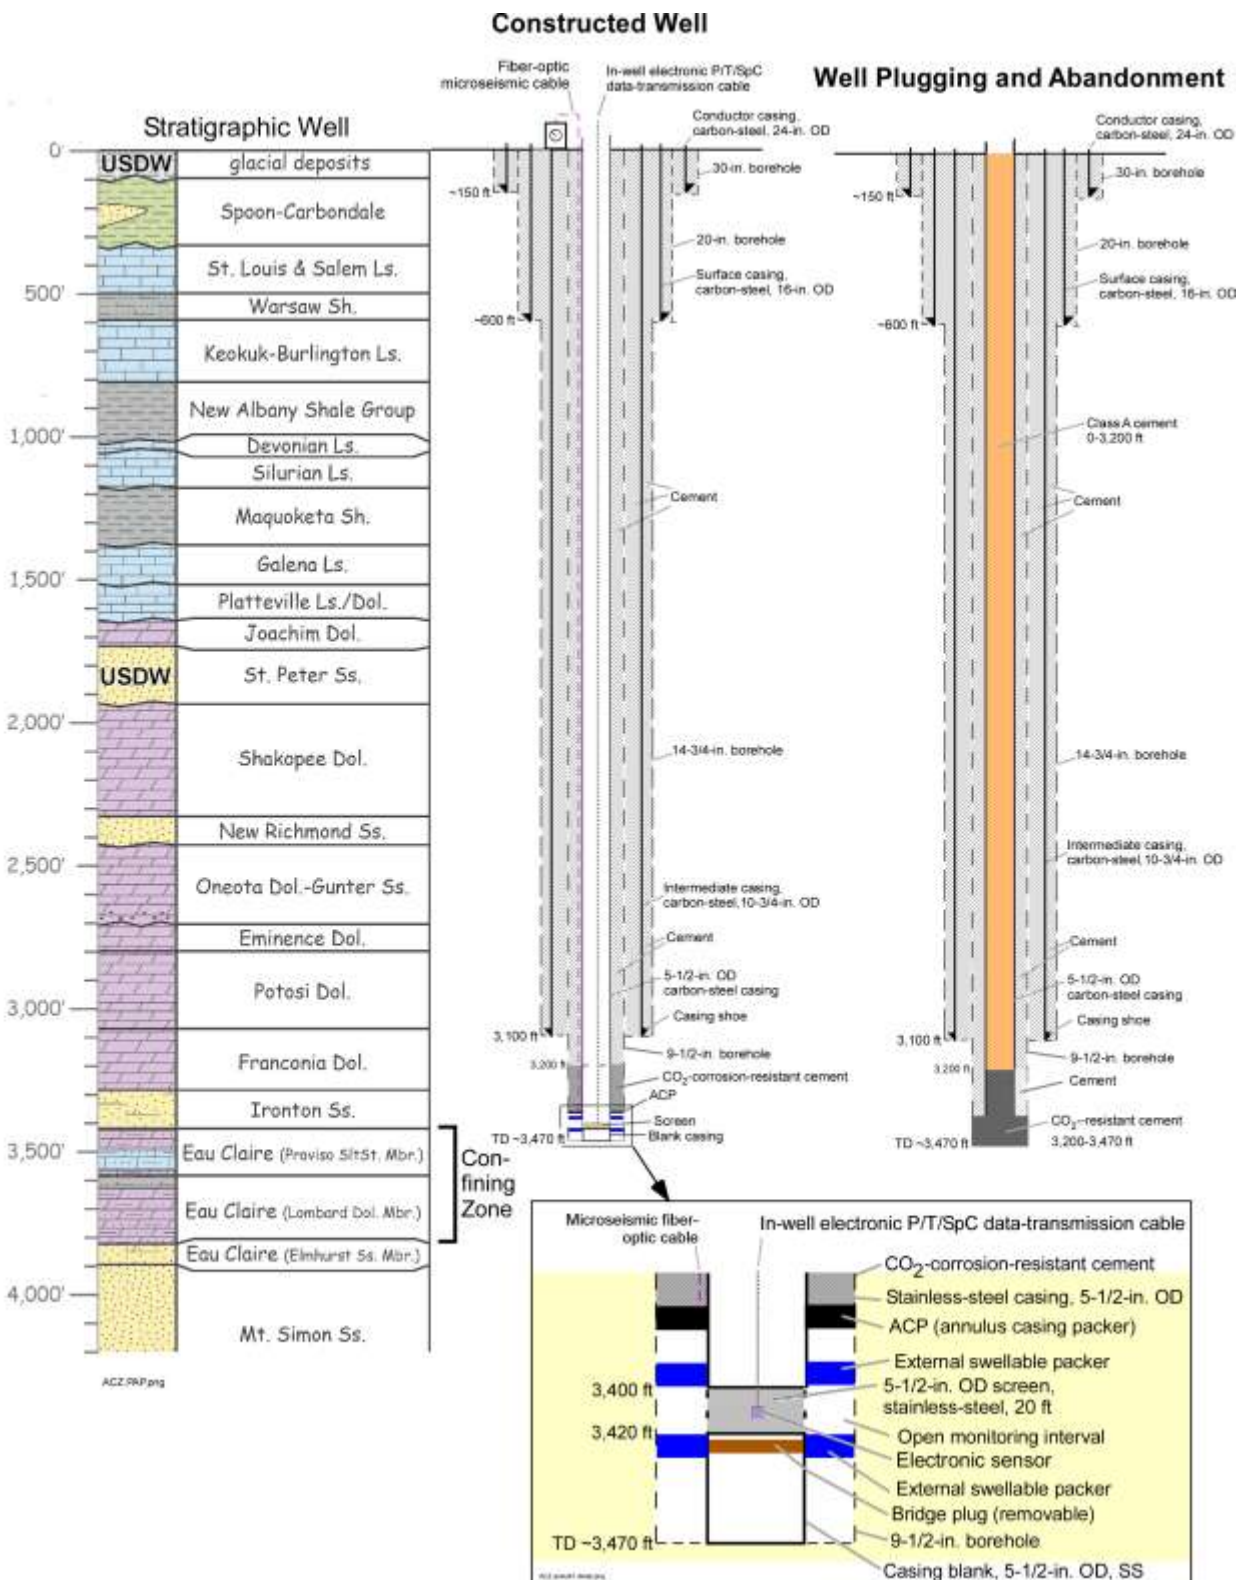 Constructed Well
Fiber-optic
microseismic cable
In-well electronic P/T/SpC
data-transmission cable
Well Plugging and Abandonment
Stratigraphic Well
Conductor casing,
carbon-steel, 24-in. OD
Conductor casing,
carbon-steel, 24-in. OD
0'
USDW
glacial deposits
30-in. borehole
30-in. borehole
~150 ft
~150 ft
Spoon-Carbondale
20-in. borehole
20-in. borehole
St. Louis & Salem Ls.
Surface casing,
carbon-steel, 16-in. OD
Surface casing,
carbon-steel, 16-in. OD
500'
Warsaw Sh.
~600 ft
~600 ft
Keokuk-Burlington Ls.
New Albany Shale Group
Class A cement
0-3,200 ft
1,000'
Devonian Ls.
Silurian Ls.
Cement
Cement
Maquoketa Sh.
Galena Ls.
1,500'
Platteville Ls./Dol.
Joachim Dol.
USDW
St. Peter Ss.
2,000'
Shakopee Dol.
14-3/4-in. borehole
14-3/4-in. borehole
New Richmond Ss.
2,500'
Oneota Dol.-Gunter Ss.
Intermediate casing,
carbon-steel,10-3/4-in. OD
Intermediate casing,
carbon-steel,10-3/4-in. OD
Eminence Dol.
Cement
Cement
Potosi Dol.
5-1/2-in. OD
carbon-steel casing
5-1/2-in. OD
carbon-steel casing
3,000'
Casing shoe
Casing shoe
3,100 ft
3,100 ft
Franconia Dol.
9-1/2-in. borehole
9-1/2-in. borehole
3,200 ft
3,200 ft
CO2-corrosion-resistant cement
Cement
Ironton Ss.
ACP
Screen
Blank casing
CO2-resistant cement
3,200-3,470 ft
TD ~3,470 ft
TD ~3,470 ft
3,500'
Eau Claire (Proviso SltSt. Mbr.)
Con-
fining
Zone
Eau Claire (Lombard Dol. Mbr.)
Eau Claire (Elmhurst Ss. Mbr.)
4,000'
Mt. Simon Ss.
ACZ.PAP.png
Microseismic fiber-
optic cable
In-well electronic P/T/SpC data-transmission cable
CO2-corrosion-resistant cement
Stainless-steel casing, 5-1/2-in. OD
ACP (annulus casing packer)
External swellable packer
3,400 ft
5-1/2-in. OD screen,
stainless-steel, 20 ft
3,420 ft
Open monitoring interval
Electronic sensor
External swellable packer
Bridge plug (removable)
TD ~3,470 ft
9-1/2-in. borehole
Casing blank, 5-1/2-in. OD, SS